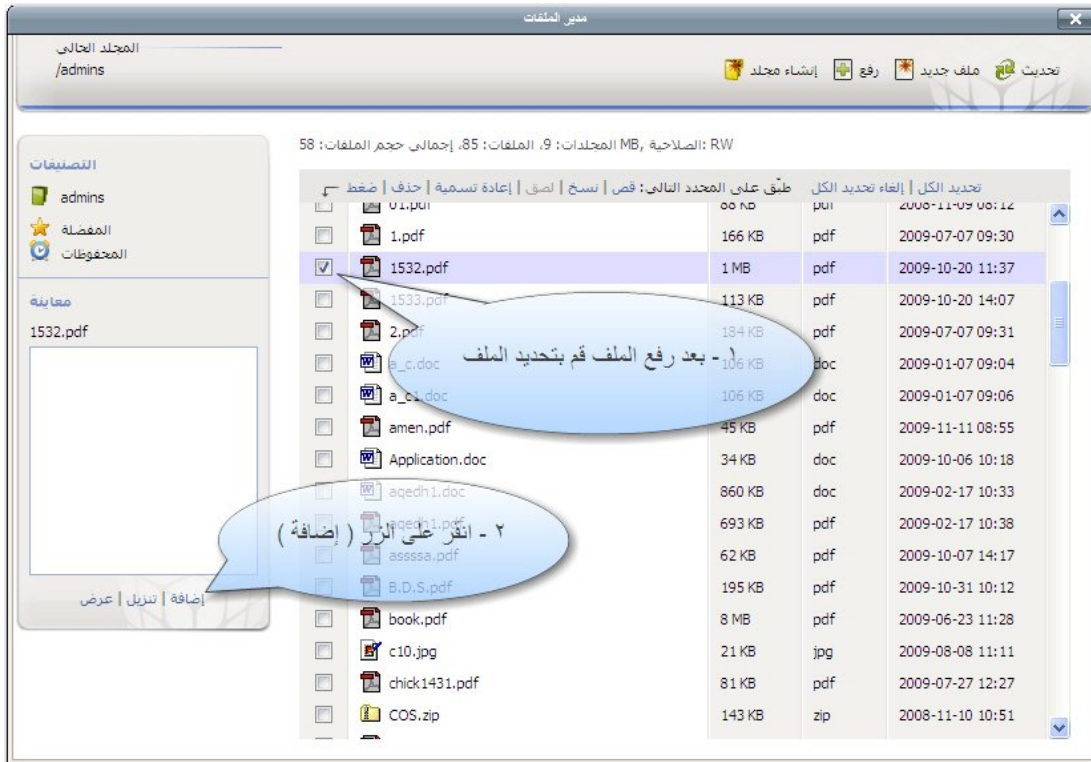 مدير الملفات
المجلد الحالي
/admins
تحديث ملف جديد رفع إنشاء مجلد
RW :الصلاحية ,MB المجلدات: 9، الملفات: 85، إجمالي حجم الملفات: 58
تحديد الكل | إلغاء تحديد الكل طبّق على المحدد التالي: قص | نسخ | لصق | إعادة تسمية | حذف | ضغط
01.pdf 88 KB pdf 2008-11-09 08:12
1.pdf 166 KB pdf 2009-07-07 09:30
1532.pdf 1 MB pdf 2009-10-20 11:37
1533.pdf 113 KB pdf 2009-10-20 14:07
2.pdf 184 KB pdf 2009-07-07 09:31
a_c.doc 106 KB doc 2009-01-07 09:04
a_c1.doc 106 KB doc 2009-01-07 09:06
amen.pdf 45 KB pdf 2009-11-11 08:55
Application.doc 34 KB doc 2009-10-06 10:18
aqedh1.doc 860 KB doc 2009-02-17 10:33
aqedh1.pdf 693 KB pdf 2009-02-17 10:38
assssa.pdf 62 KB pdf 2009-10-07 14:17
B.D.S.pdf 195 KB pdf 2009-10-31 10:12
book.pdf 8 MB pdf 2009-06-23 11:28
c10.jpg 21 KB jpg 2009-08-08 11:11
chick1431.pdf 81 KB pdf 2009-07-27 12:27
COS.zip 143 KB zip 2008-11-10 10:51
١ - بعد رفع الملف قم بتحديد الملف
٢ - انقر على الزر ( إضافة )
التصنيفات
admins
المفضلة
المحفوظات
معاينة
1532.pdf
إضافة | تنزيل | عرض